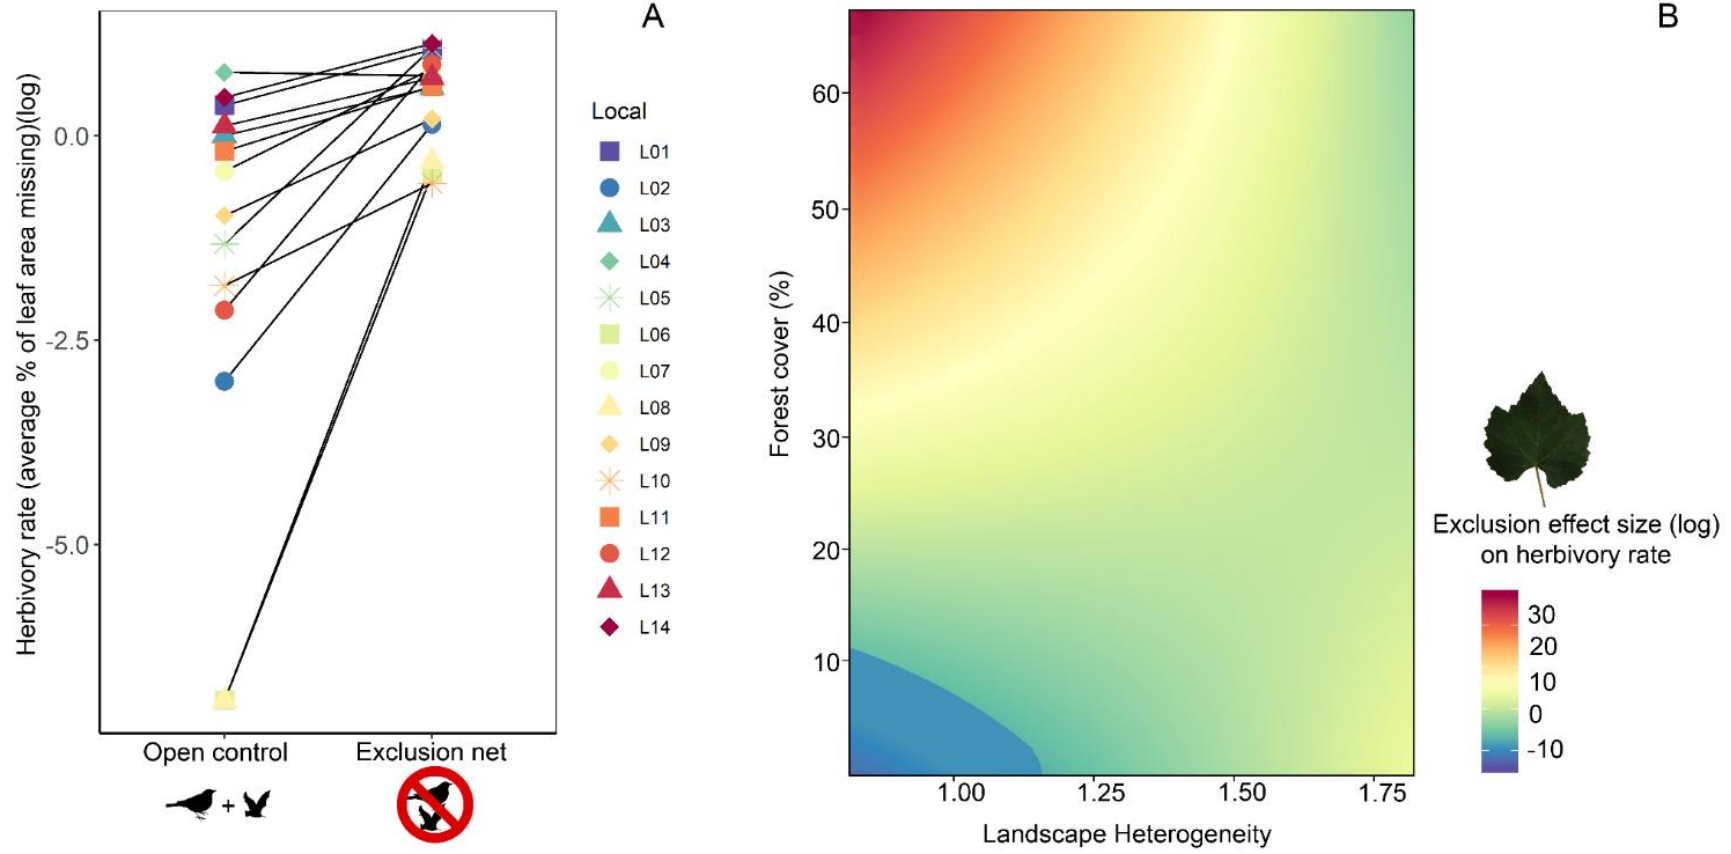 A
Herbivory rate (average % of leaf area missing)(log)
0.0
-2.5
-5.0
Open control
Exclusion net
+
Local
L01
L02
L03
L04
L05
L06
L07
L08
L09
L10
L11
L12
L13
L14
B
Forest cover (%)
60
50
40
30
20
10
1.00
1.25
1.50
1.75
Landscape Heterogeneity
Exclusion effect size (log)
on herbivory rate
30
20
10
0
-10